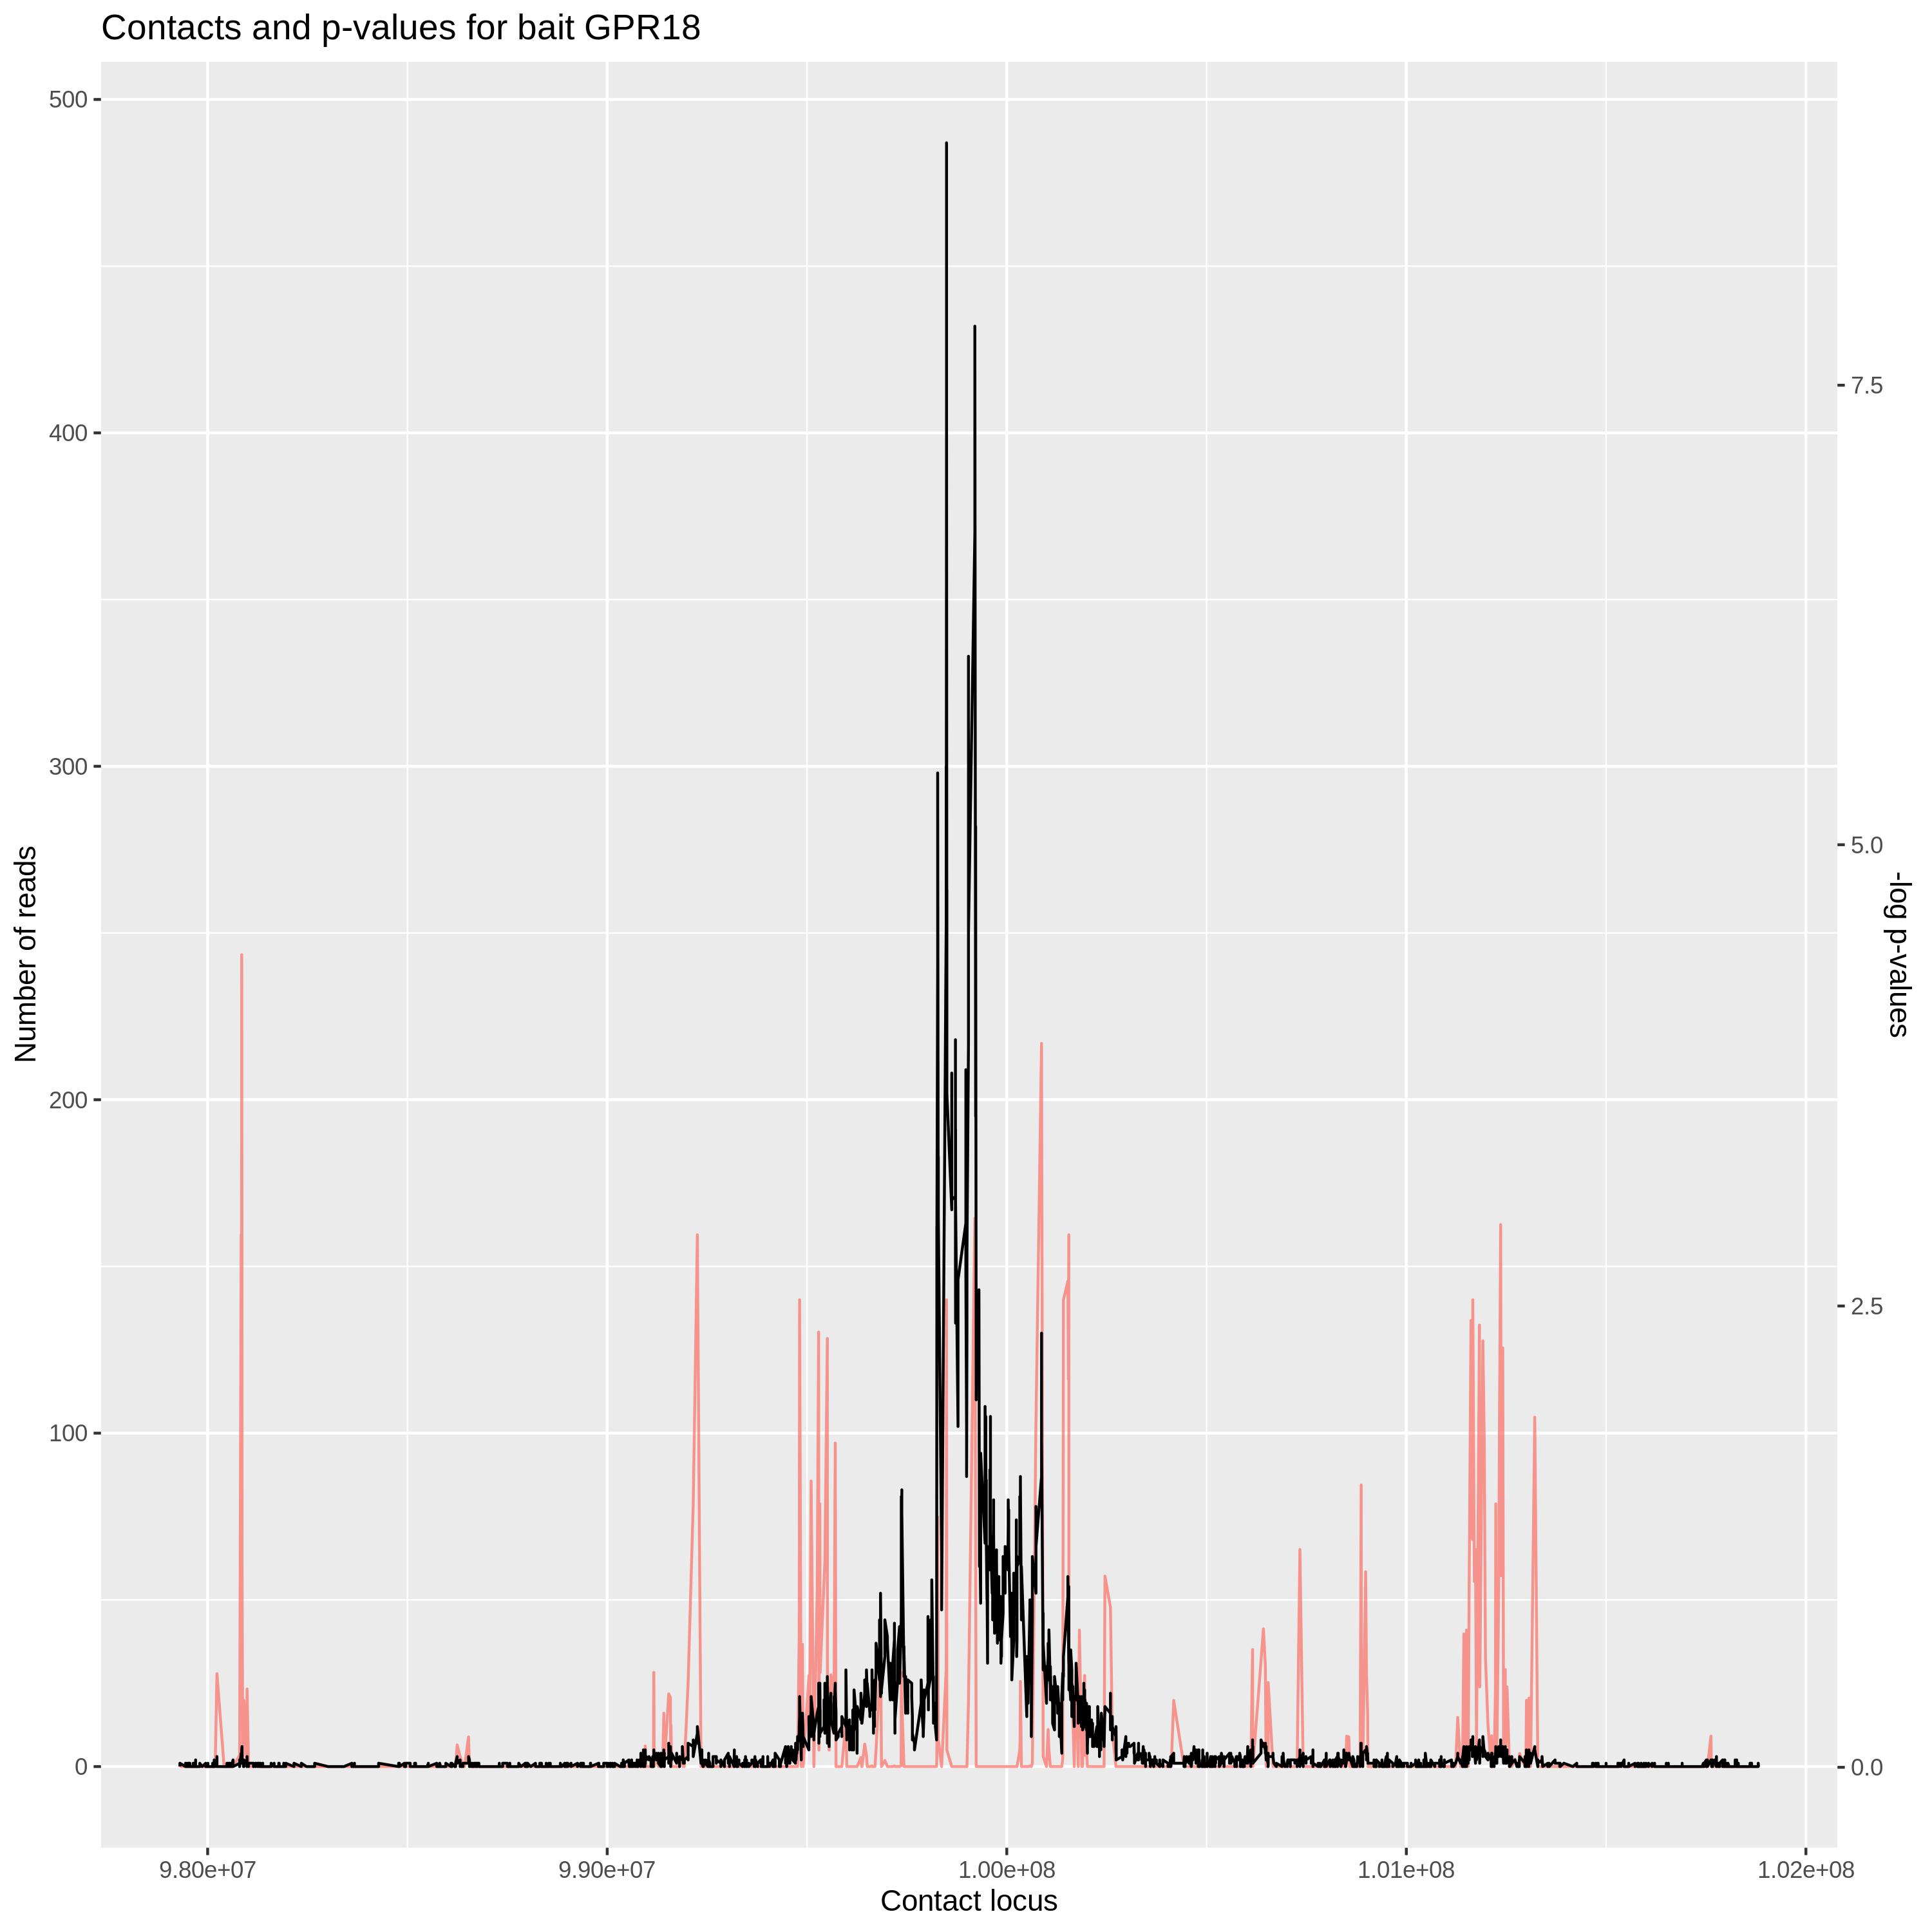 Contacts and p-values for bait GPR18
500
400
300
200
100
0
Number of reads
7.5
5.0
2.5
0.0
-log p-values
9.80e+07 9.90e+07 1.00e+08 1.01e+08 1.02e+08
Contact locus